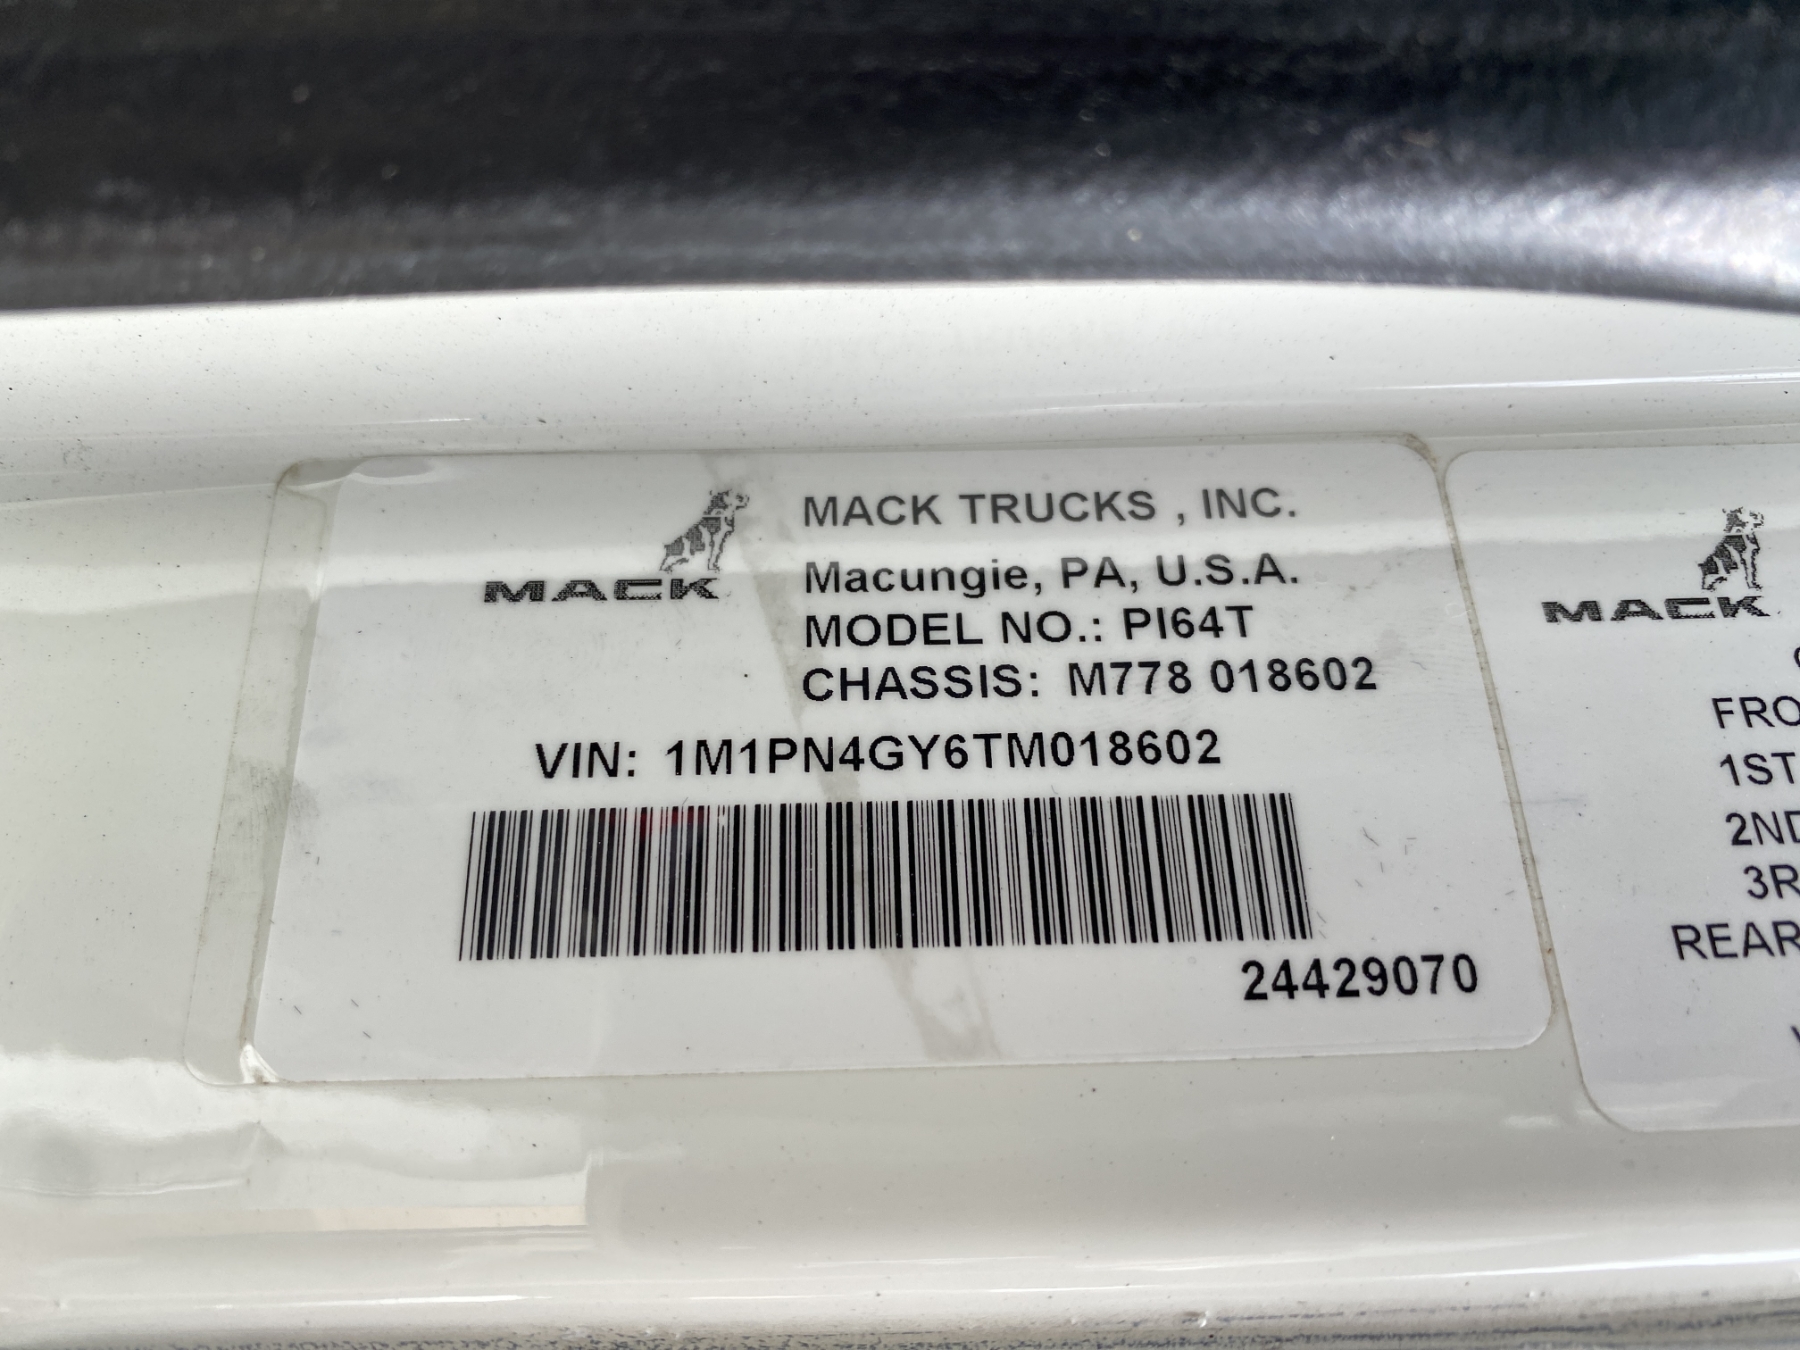 MACK
MACK TRUCKS , INC.
Macungie, PA, U.S.A.
MODEL NO.: PI64T
CHASSIS: M778 018602
VIN: 1M1PN4GY6TM018602
24429070
MACK
FRO
1ST
2ND
3R
REAR